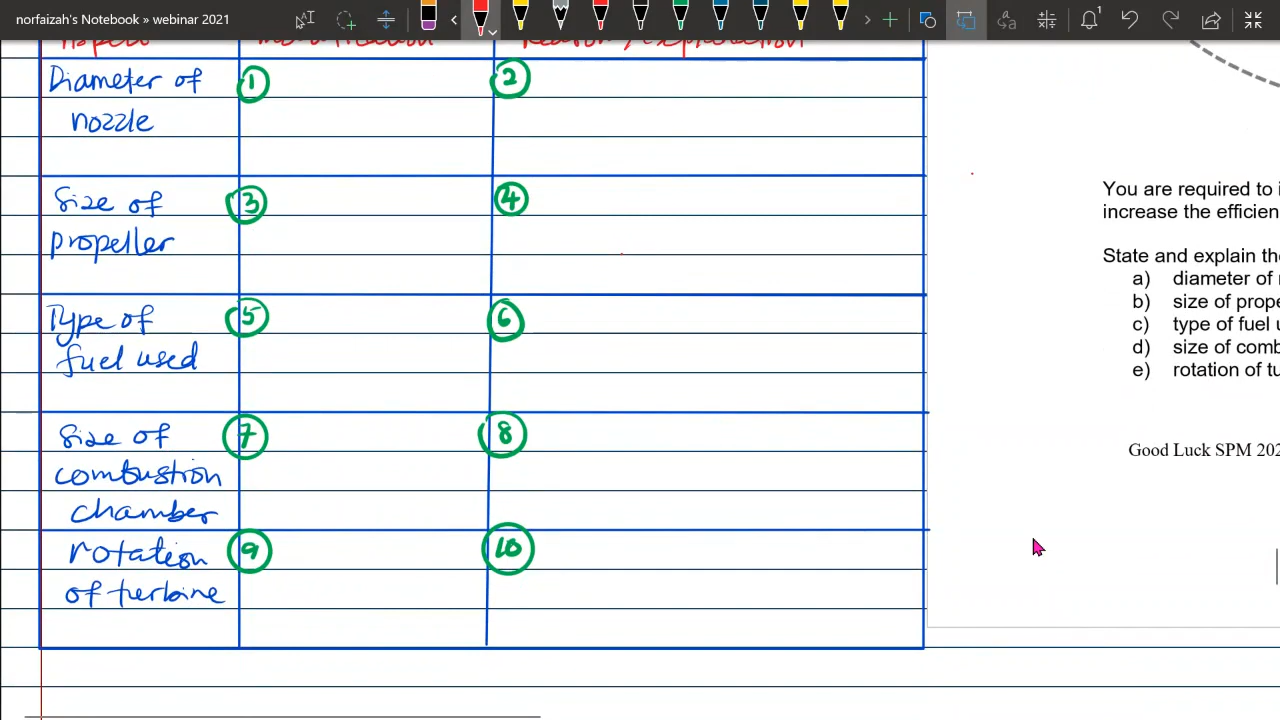 norfaizah's Notebook » webinar 2021
Diameter of ① ②
nozzle
Size of ③ ④
propeller
Type of ⑤ ⑥
fuel used
Size of ⑦ ⑧
combustion
chamber
rotation ⑨ ⑩
of turbine
You are required to i
increase the efficien
State and explain the
a) diameter of
b) size of prope
c) type of fuel u
d) size of comb
e) rotation of tu
Good Luck SPM 202